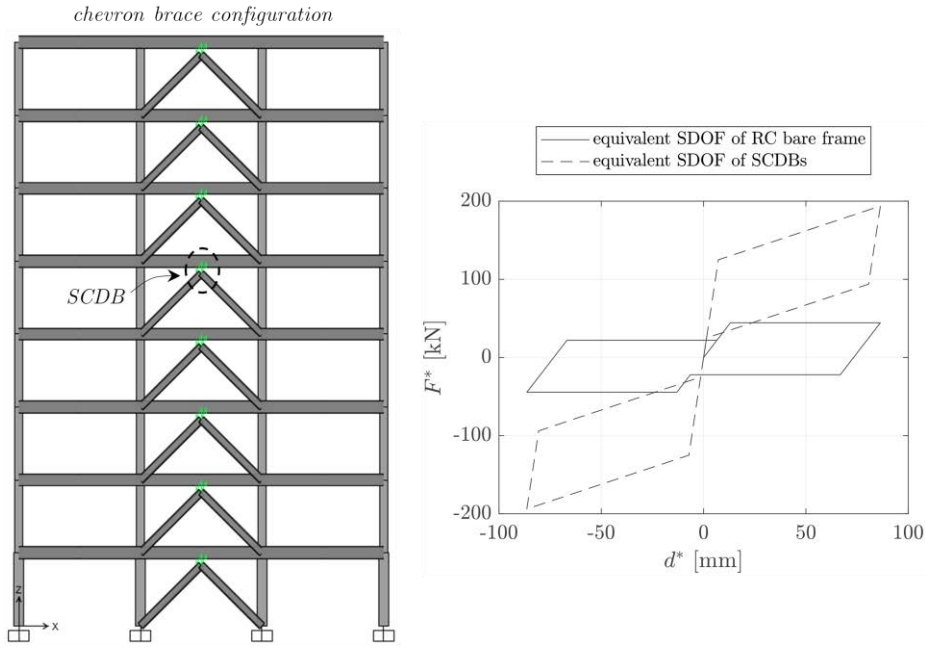 chevron brace configuration
SCDB
z
x
equivalent SDOF of RC bare frame
equivalent SDOF of SCDBs
200
100
0
-100
-200
F* [kN]
-100
-50
0
50
100
d* [mm]